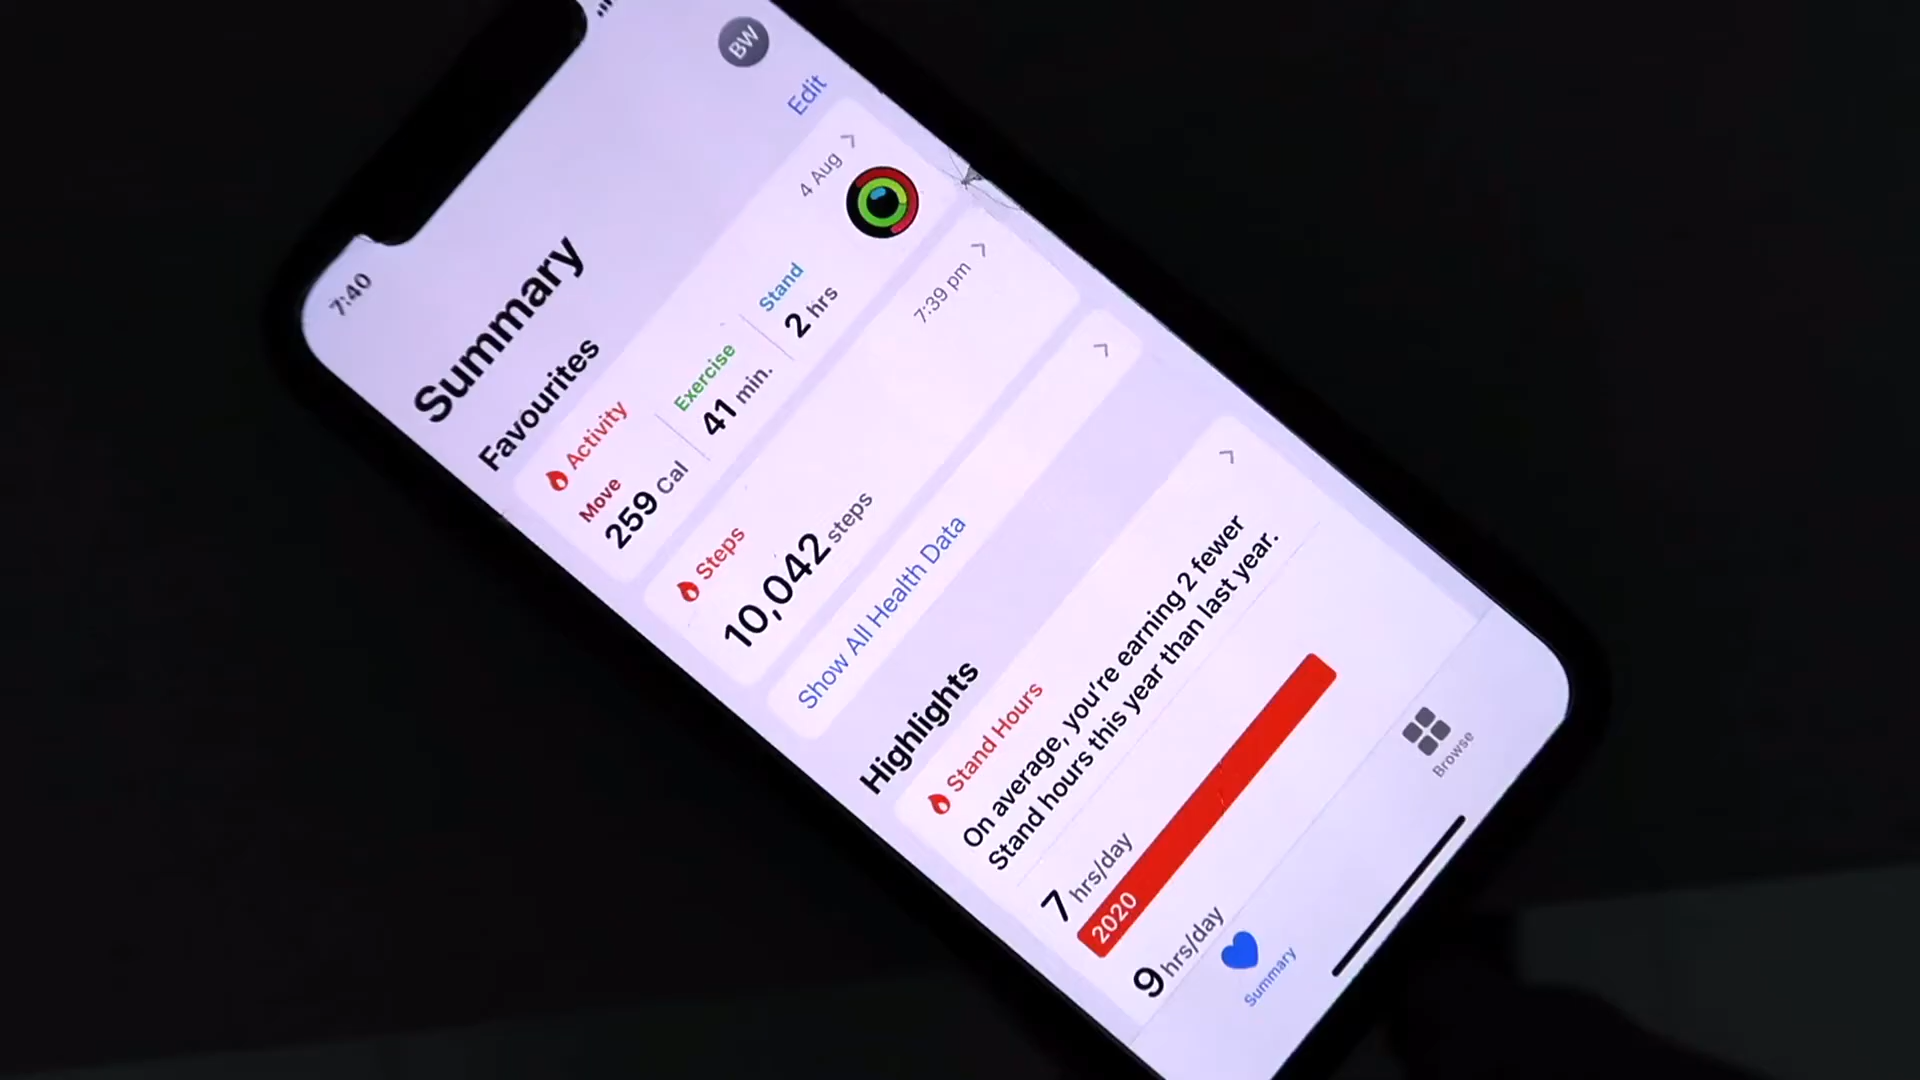 7:40
BW
Edit
Summary
Favourites
Activity
4 Aug
Move
Exercise
Stand
259 Cal
41 min.
2 hrs
Steps
7:39 pm
10,042 steps
Show All Health Data
Highlights
Stand Hours
On average, you're earning 2 fewer
Stand hours this year than last year.
7 hrs/day
2020
9 hrs/day
Summary
Browse